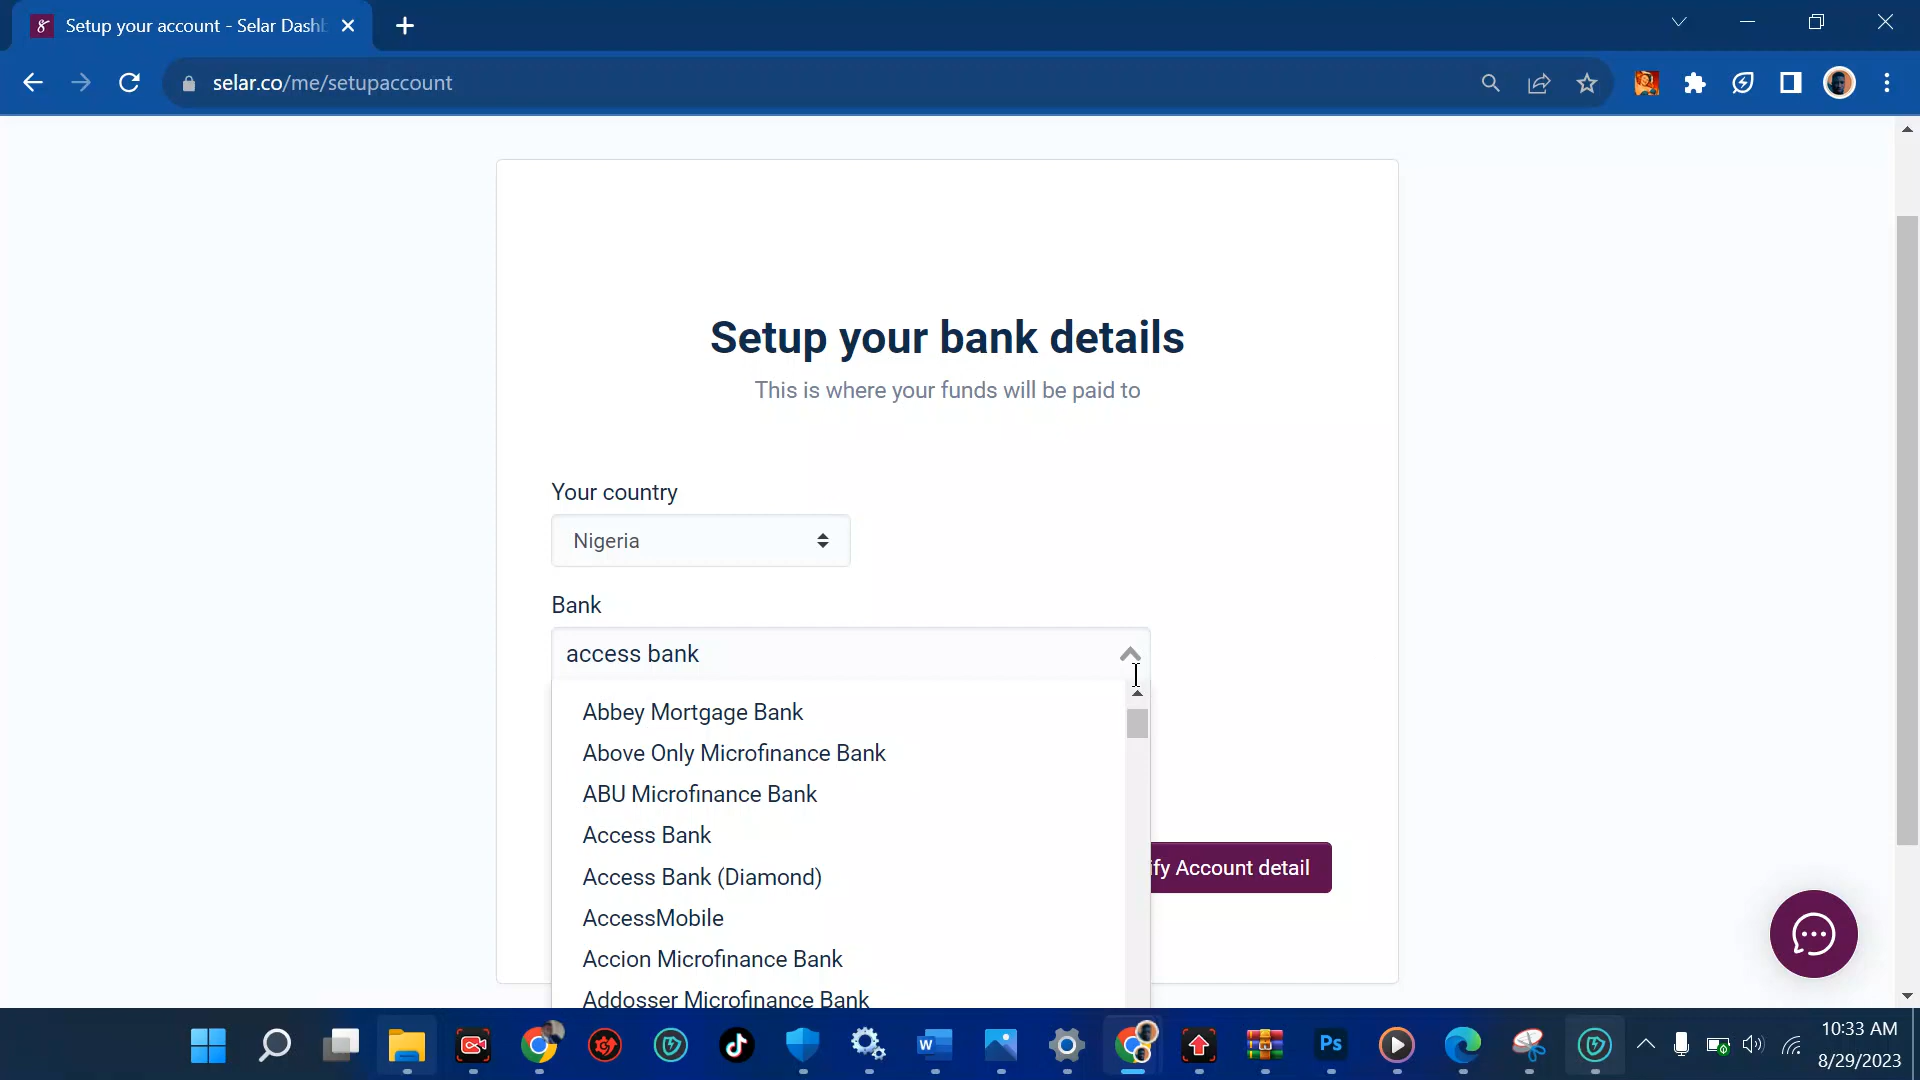 Setup your account - Selar Dashb
selar.co/me/setupaccount
Setup your bank details
This is where your funds will be paid to
Your country
Nigeria
Bank
access bank
Abbey Mortgage Bank
Above Only Microfinance Bank
ABU Microfinance Bank
Access Bank
Access Bank (Diamond)
AccessMobile
Accion Microfinance Bank
Addosser Microfinance Bank
ify Account detail
W
Ps
10:33 AM
8/29/2023